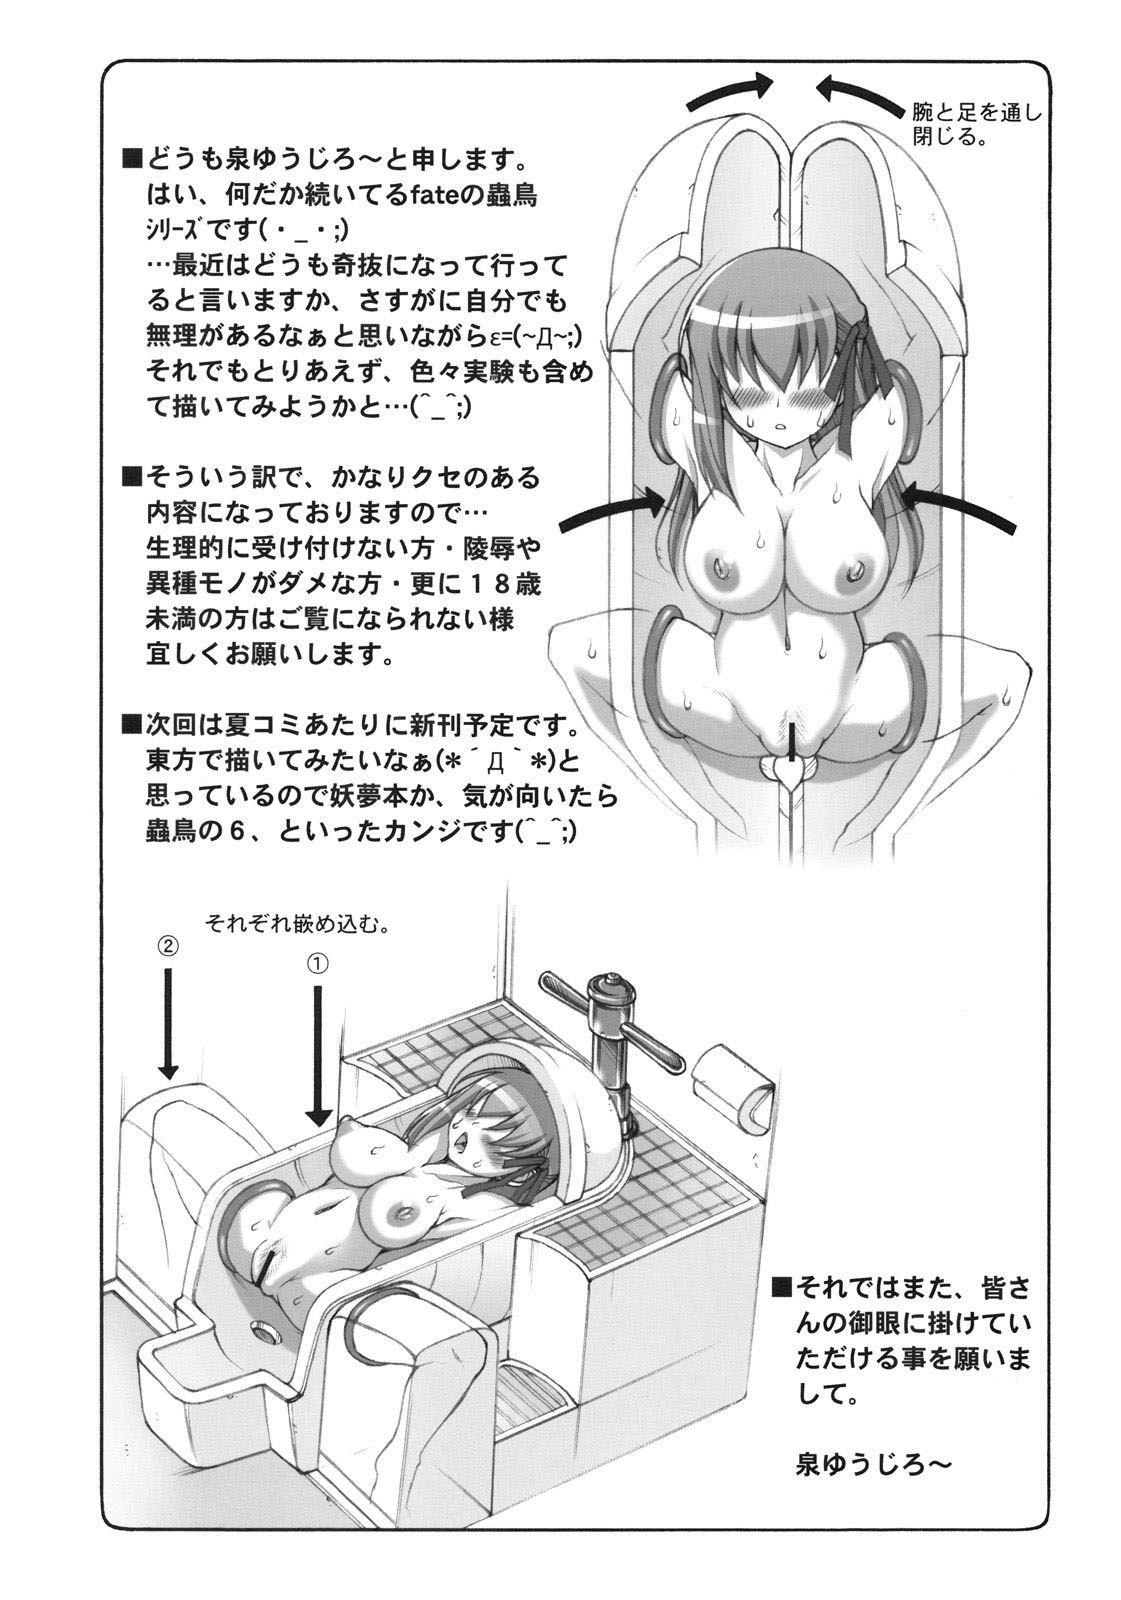 腕と足を通し
閉じる。
■どうも泉ゆうじろ～と申します。
はい、何だか続いてるfateの蟲鳥
ｼﾘｰｽﾞです(・_・;)
…最近はどうも奇抜になって行って
ると言いますか、さすがに自分でも
無理があるなぁと思いながらε=(~Д~;)
それでもとりあえず、色々実験も含め
て描いてみようかと…(^_^;)
■そういう訳で、かなりクセのある
内容になっておりますので…
生理的に受け付けない方・陵辱や
異種モノがダメな方・更に１８歳
未満の方はご覧になられない様
宜しくお願いします。
■次回は夏コミあたりに新刊予定です。
東方で描いてみたいなぁ(*´Д｀*)と
思っているので妖夢本か、気が向いたら
蟲鳥の６、といったカンジです(^_^;)
それぞれ嵌め込む。
②
①
■それではまた、皆さ
んの御眼に掛けてい
ただける事を願いま
して。
泉ゆうじろ～